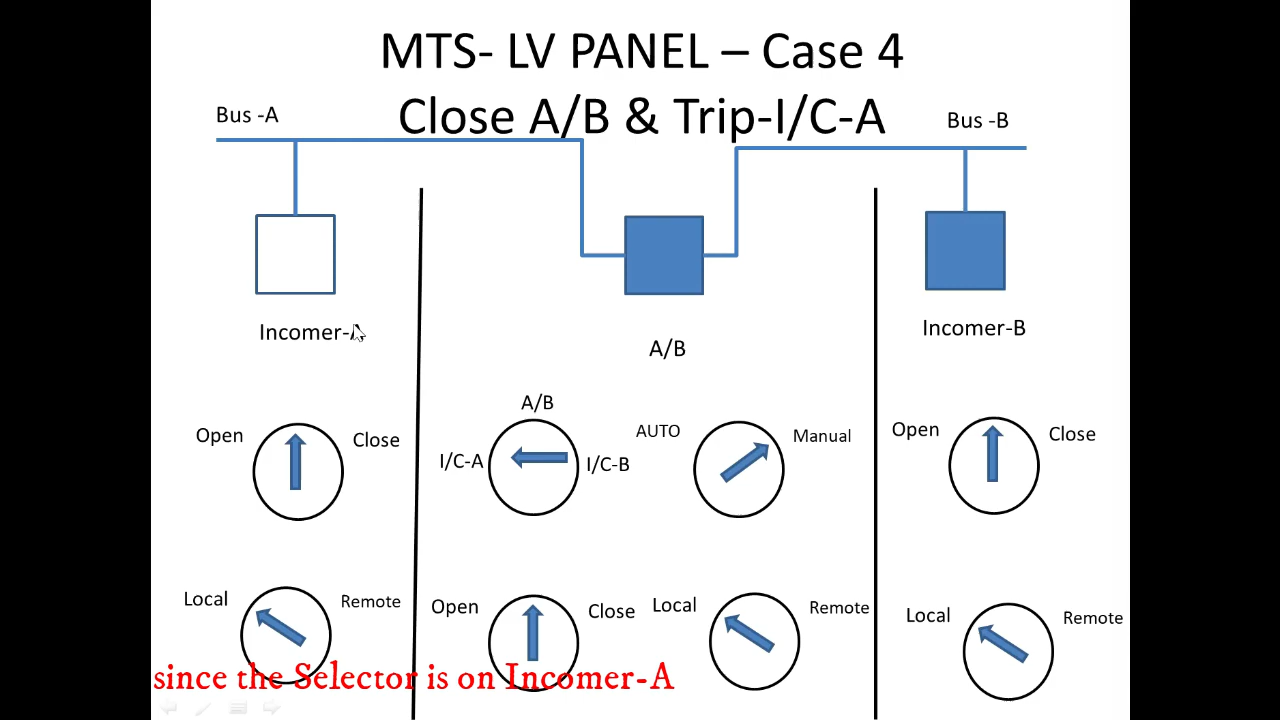 MTS- LV PANEL – Case 4
Close A/B & Trip-I/C-A
Bus -A
Bus -B
Incomer-A
A/B
Incomer-B
Open
Close
A/B
I/C-A
I/C-B
AUTO
Manual
Open
Close
Local
Remote
Open
Close
Local
Remote
Local
Remote
since the Selector is on Incomer-A